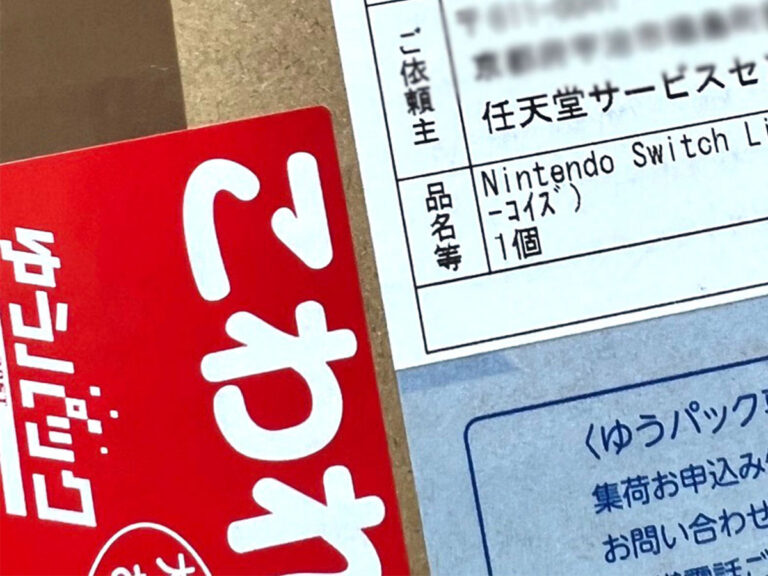 ご依頼主
任天堂サービスセ
品名等
Nintendo Switch Li
ｰｺｲｽﾞ)
1個
こわれ
ゆうパック
〈ゆうパック
集荷お申込み
お問い合わせ